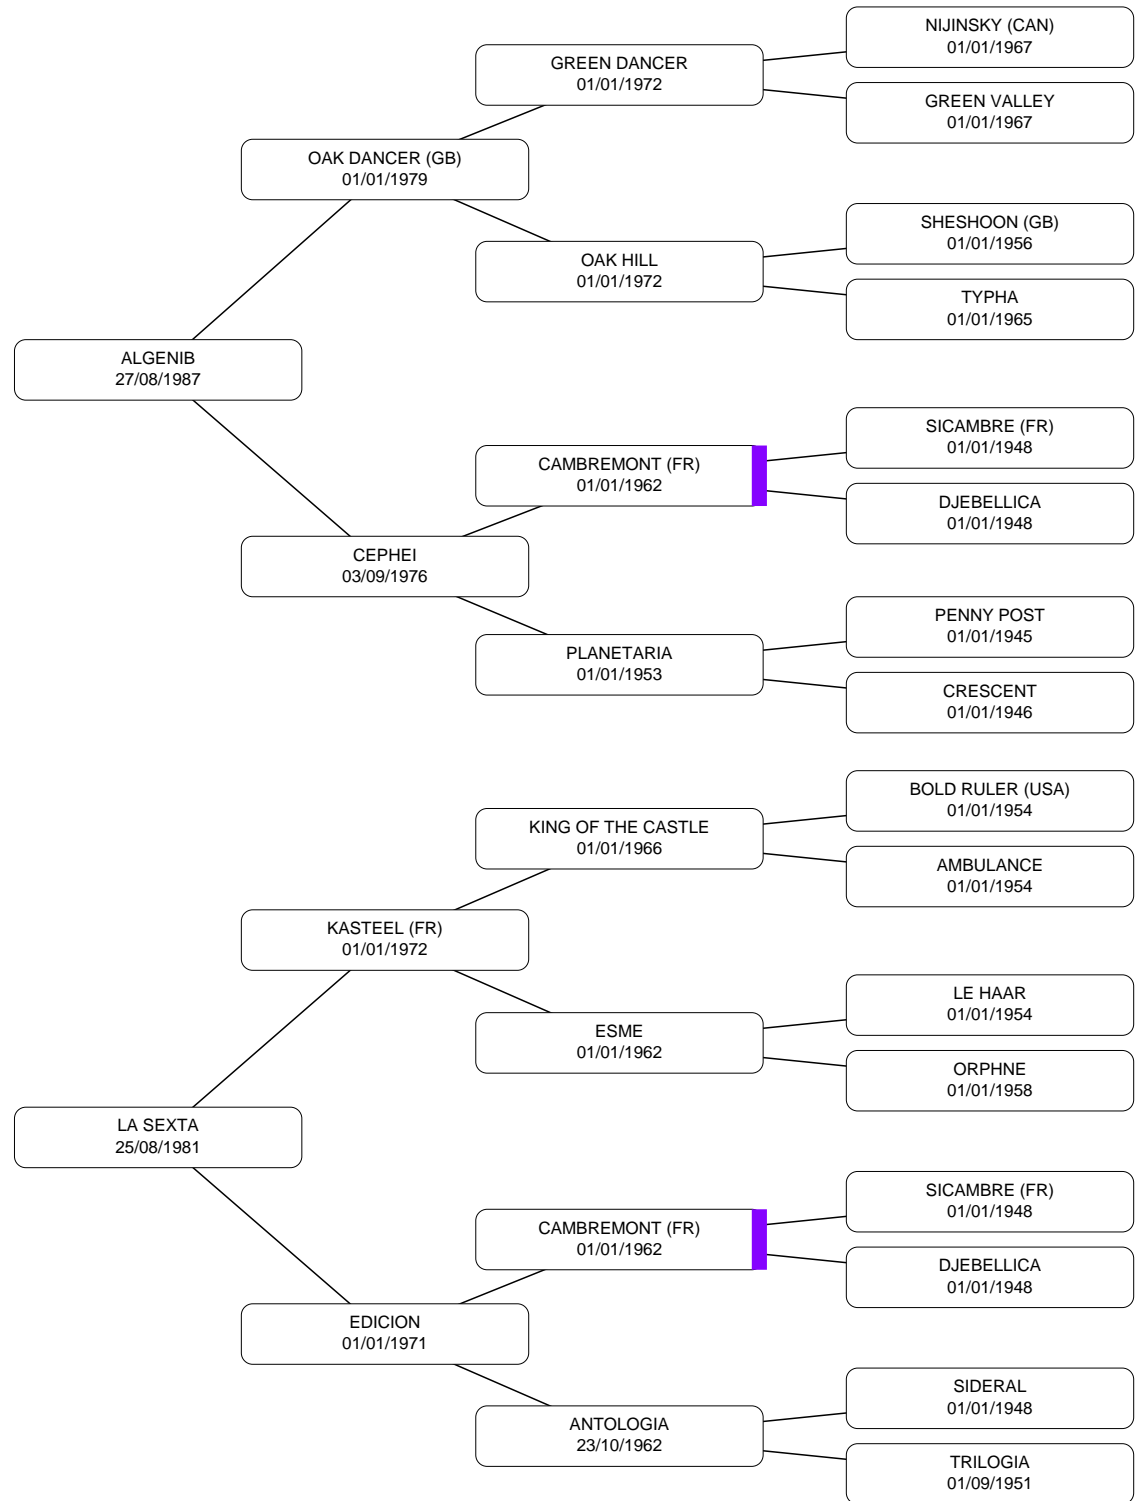 NIJINSKY (CAN)
01/01/1967
GREEN DANCER
01/01/1972
GREEN VALLEY
01/01/1967
OAK DANCER (GB)
01/01/1979
SHESHOON (GB)
01/01/1956
OAK HILL
01/01/1972
TYPHA
01/01/1965
ALGENIB
27/08/1987
SICAMBRE (FR)
01/01/1948
CAMBREMONT (FR)
01/01/1962
DJEBELLICA
01/01/1948
CEPHEI
03/09/1976
PENNY POST
01/01/1945
PLANETARIA
01/01/1953
CRESCENT
01/01/1946
BOLD RULER (USA)
01/01/1954
KING OF THE CASTLE
01/01/1966
AMBULANCE
01/01/1954
KASTEEL (FR)
01/01/1972
LE HAAR
01/01/1954
ESME
01/01/1962
ORPHNE
01/01/1958
LA SEXTA
25/08/1981
SICAMBRE (FR)
01/01/1948
CAMBREMONT (FR)
01/01/1962
DJEBELLICA
01/01/1948
EDICION
01/01/1971
SIDERAL
01/01/1948
ANTOLOGIA
23/10/1962
TRILOGIA
01/09/1951